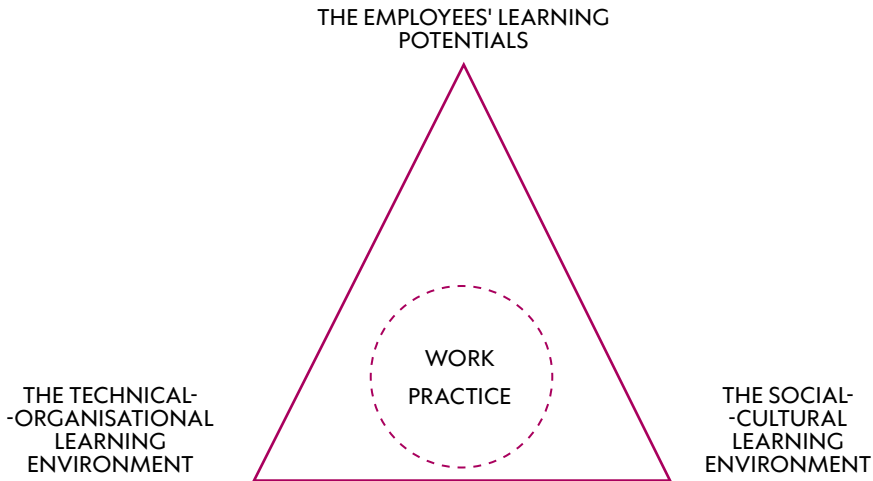 THE EMPLOYEES' LEARNING
POTENTIALS
WORK
PRACTICE
THE TECHNICAL-
-ORGANISATIONAL
LEARNING
ENVIRONMENT
THE SOCIAL-
-CULTURAL
LEARNING
ENVIRONMENT